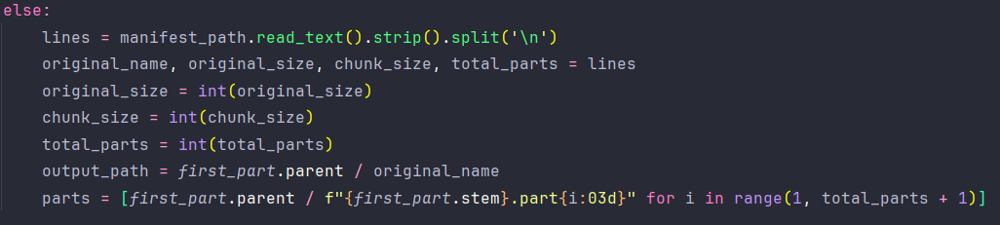 else:
    lines = manifest_path.read_text().strip().split('\n')
    original_name, original_size, chunk_size, total_parts = lines
    original_size = int(original_size)
    chunk_size = int(chunk_size)
    total_parts = int(total_parts)
    output_path = first_part.parent / original_name
    parts = [first_part.parent / f"{first_part.stem}.part{i:03d}" for i in range(1, total_parts + 1)]